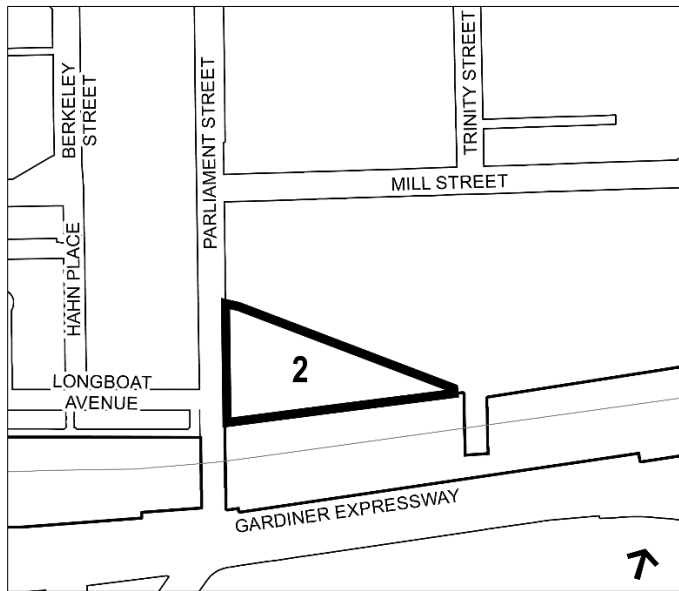 BERKELEY
STREET
PARLIAMENT STREET
TRINITY STREET
MILL STREET
HAHN PLACE
2
LONGBOAT
AVENUE
GARDINER EXPRESSWAY